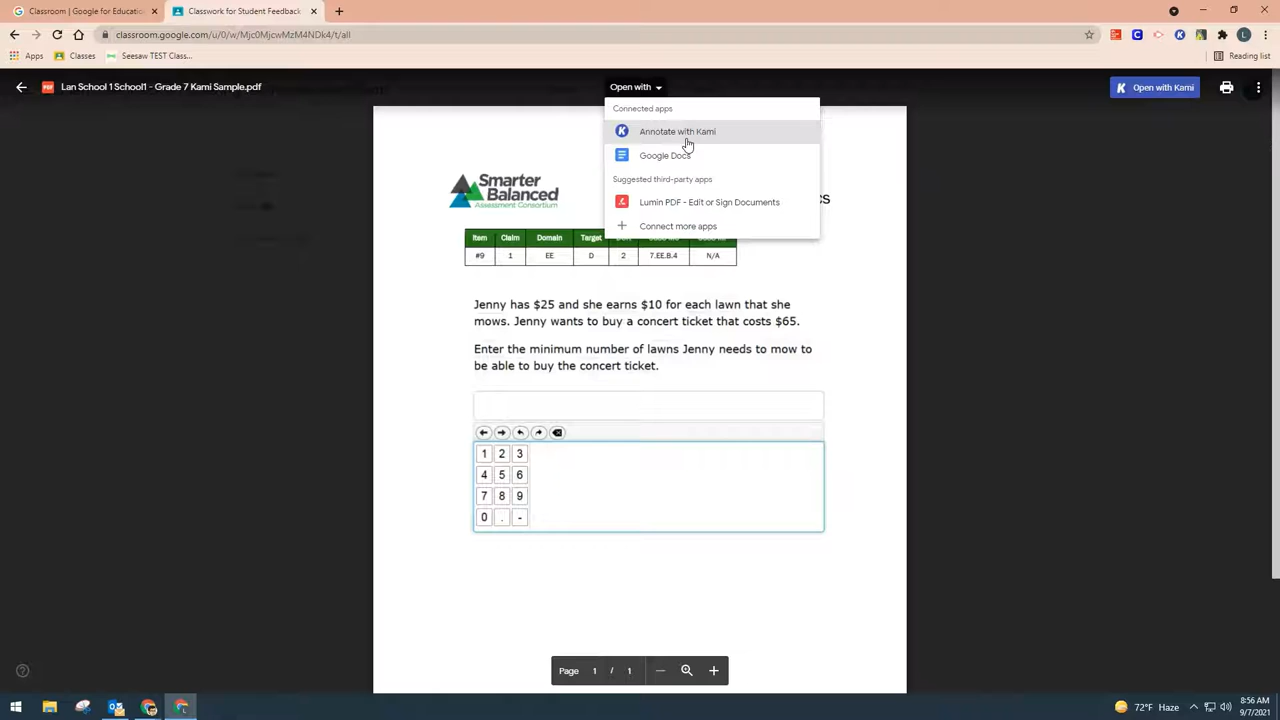 Classroom | Google for Educatio
Classwork for Student Feedback
classroom.google.com/u/0/w/Mjc0MjcwMzM4NDk4/t/all
Apps
Classes
Seesaw TEST Classro...
Reading list
PDF
Lan School 1 School1 - Grade 7 Kami Sample.pdf
Open with
Open with Kami
Connected apps
Annotate with Kami
Google Docs
Suggested third-party apps
Lumin PDF - Edit or Sign Documents
Connect more apps
Smarter
Balanced
Assessment Consortium
Item Claim Domain Target
#9 1 EE D 2 7.EE.B.4 N/A
Jenny has $25 and she earns $10 for each lawn that she
mows. Jenny wants to buy a concert ticket that costs $65.
Enter the minimum number of lawns Jenny needs to mow to
be able to buy the concert ticket.
1 2 3
4 5 6
7 8 9
0 . -
Page 1 / 1
72°F Haze
8:56 AM
9/7/2021